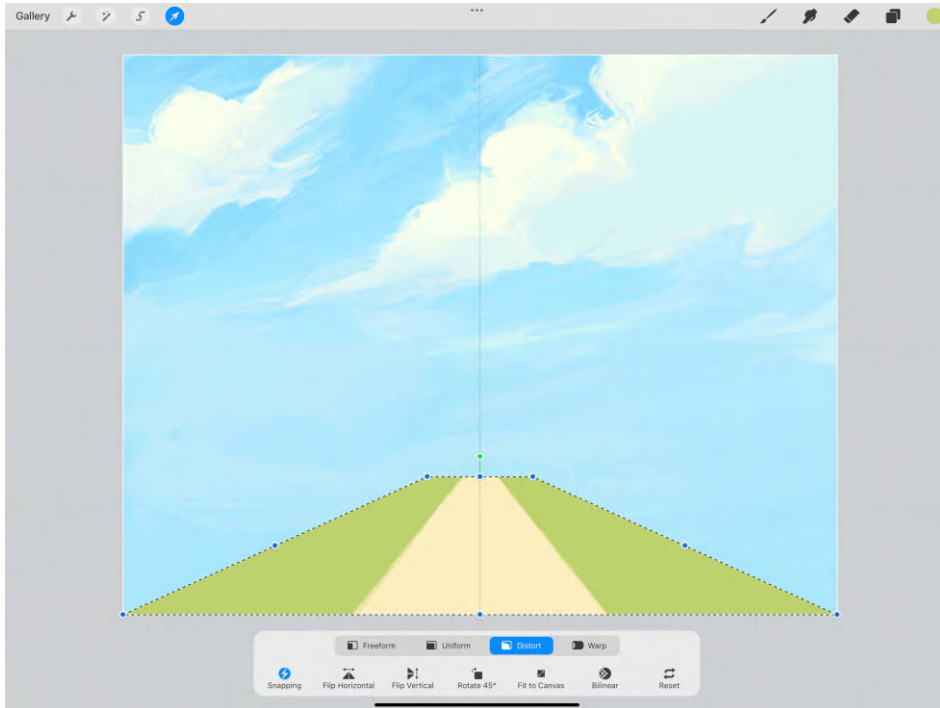 Gallery
Freeform Uniform Distort Warp
Snapping Flip Horizontal Flip Vertical Rotate 45° Fit to Canvas Bilinear Reset